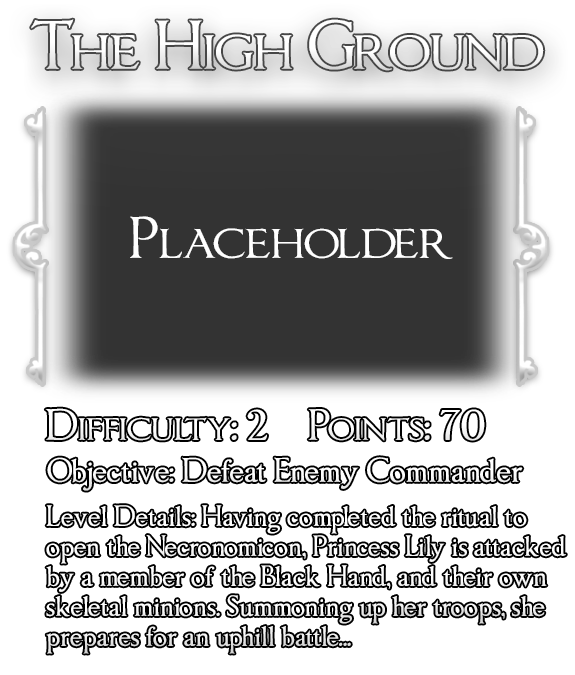 The High Ground
Placeholder
Difficulty: 2 Points: 70
Objective: Defeat Enemy Commander
Level Details: Having completed the ritual to
open the Necronomicon, Princess Lily is attacked
by a member of the Black Hand, and their own
skeletal minions. Summoning up her troops, she
prepares for an uphill battle...